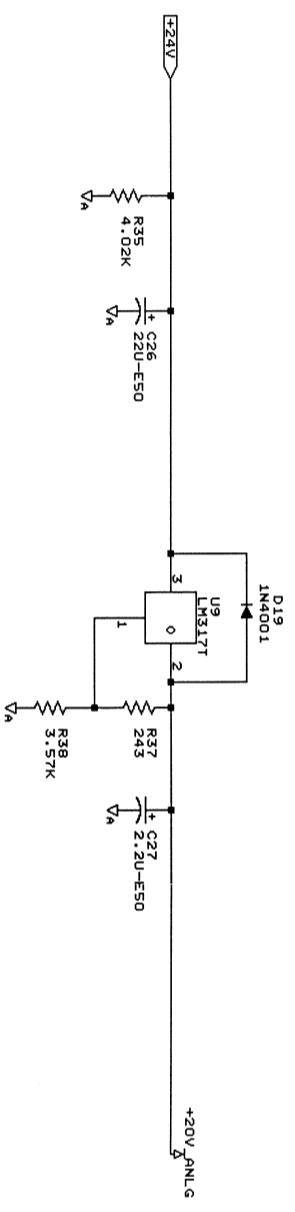 +24V
R35
4.02K
A
C26
22U-E50
+
A
D19
1N4001
U9
LM317T
3
2
1
O
R37
243
R38
3.57K
A
C27
2.2U-E50
+
A
+20V_ANLG